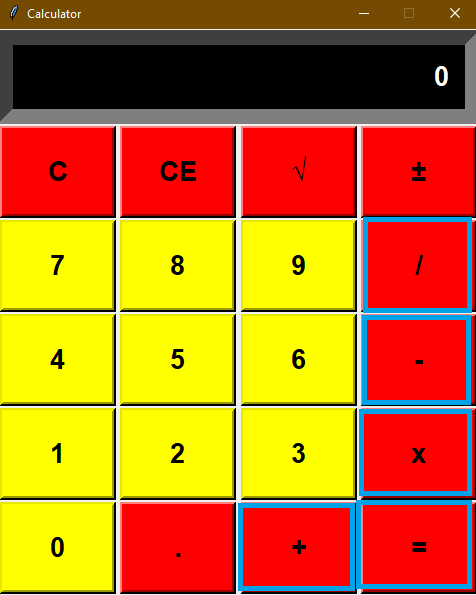 Calculator
0
C CE √ ±
7 8 9 /
4 5 6 -
1 2 3 x
0 . + =